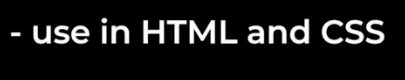 - use in HTML and CSS